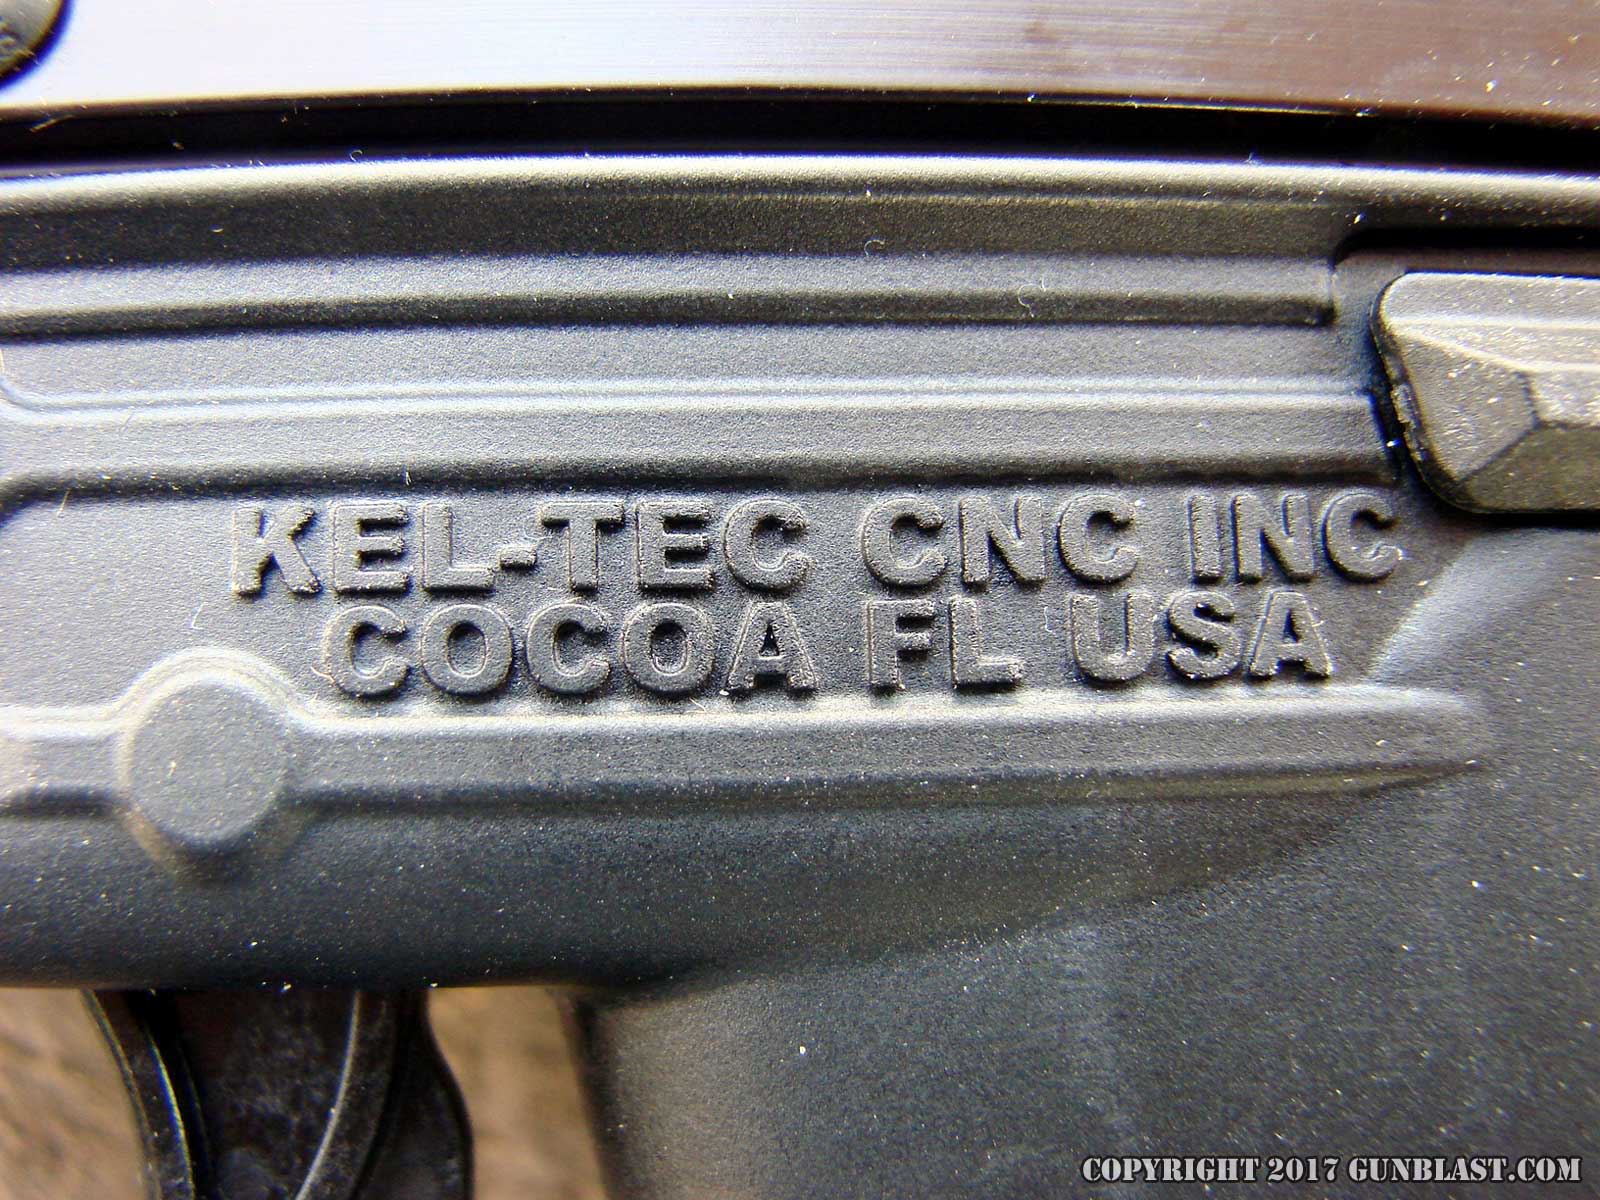 KEL-TEC CNC INC
COCOA FL USA
COPYRIGHT 2017 GUNBLAST.COM